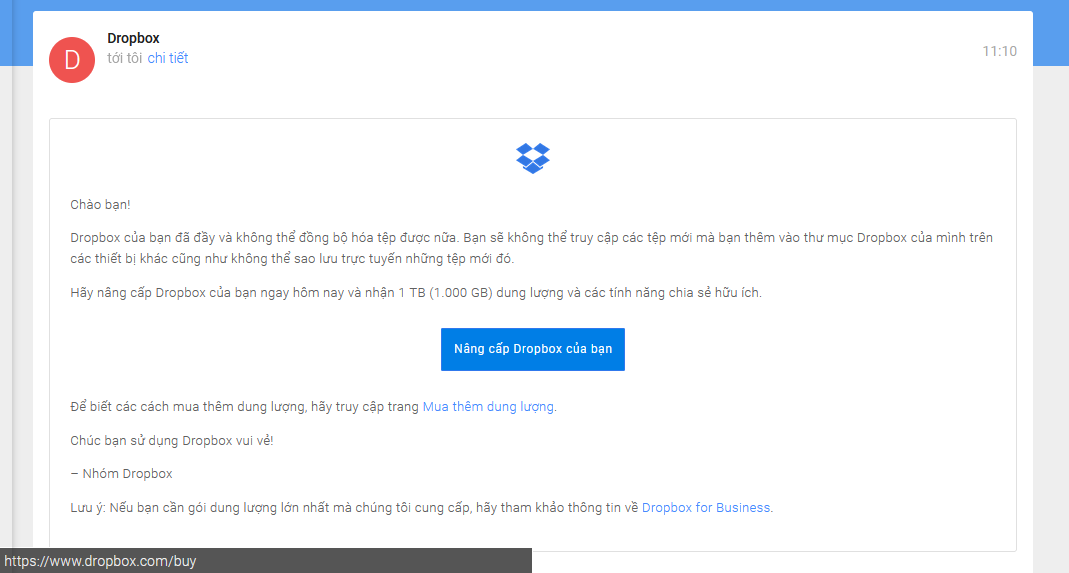 Dropbox
D
tới tôi chi tiết
11:10
Chào bạn!
Dropbox của bạn đã đầy và không thể đồng bộ hóa tệp được nữa. Bạn sẽ không thể truy cập các tệp mới mà bạn thêm vào thư mục Dropbox của mình trên
các thiết bị khác cũng như không thể sao lưu trực tuyến những tệp mới đó.
Hãy nâng cấp Dropbox của bạn ngay hôm nay và nhận 1 TB (1.000 GB) dung lượng và các tính năng chia sẻ hữu ích.
Nâng cấp Dropbox của bạn
Để biết các cách mua thêm dung lượng, hãy truy cập trang Mua thêm dung lượng.
Chúc bạn sử dụng Dropbox vui vẻ!
– Nhóm Dropbox
Lưu ý: Nếu bạn cần gói dung lượng lớn nhất mà chúng tôi cung cấp, hãy tham khảo thông tin về Dropbox for Business.
https://www.dropbox.com/buy